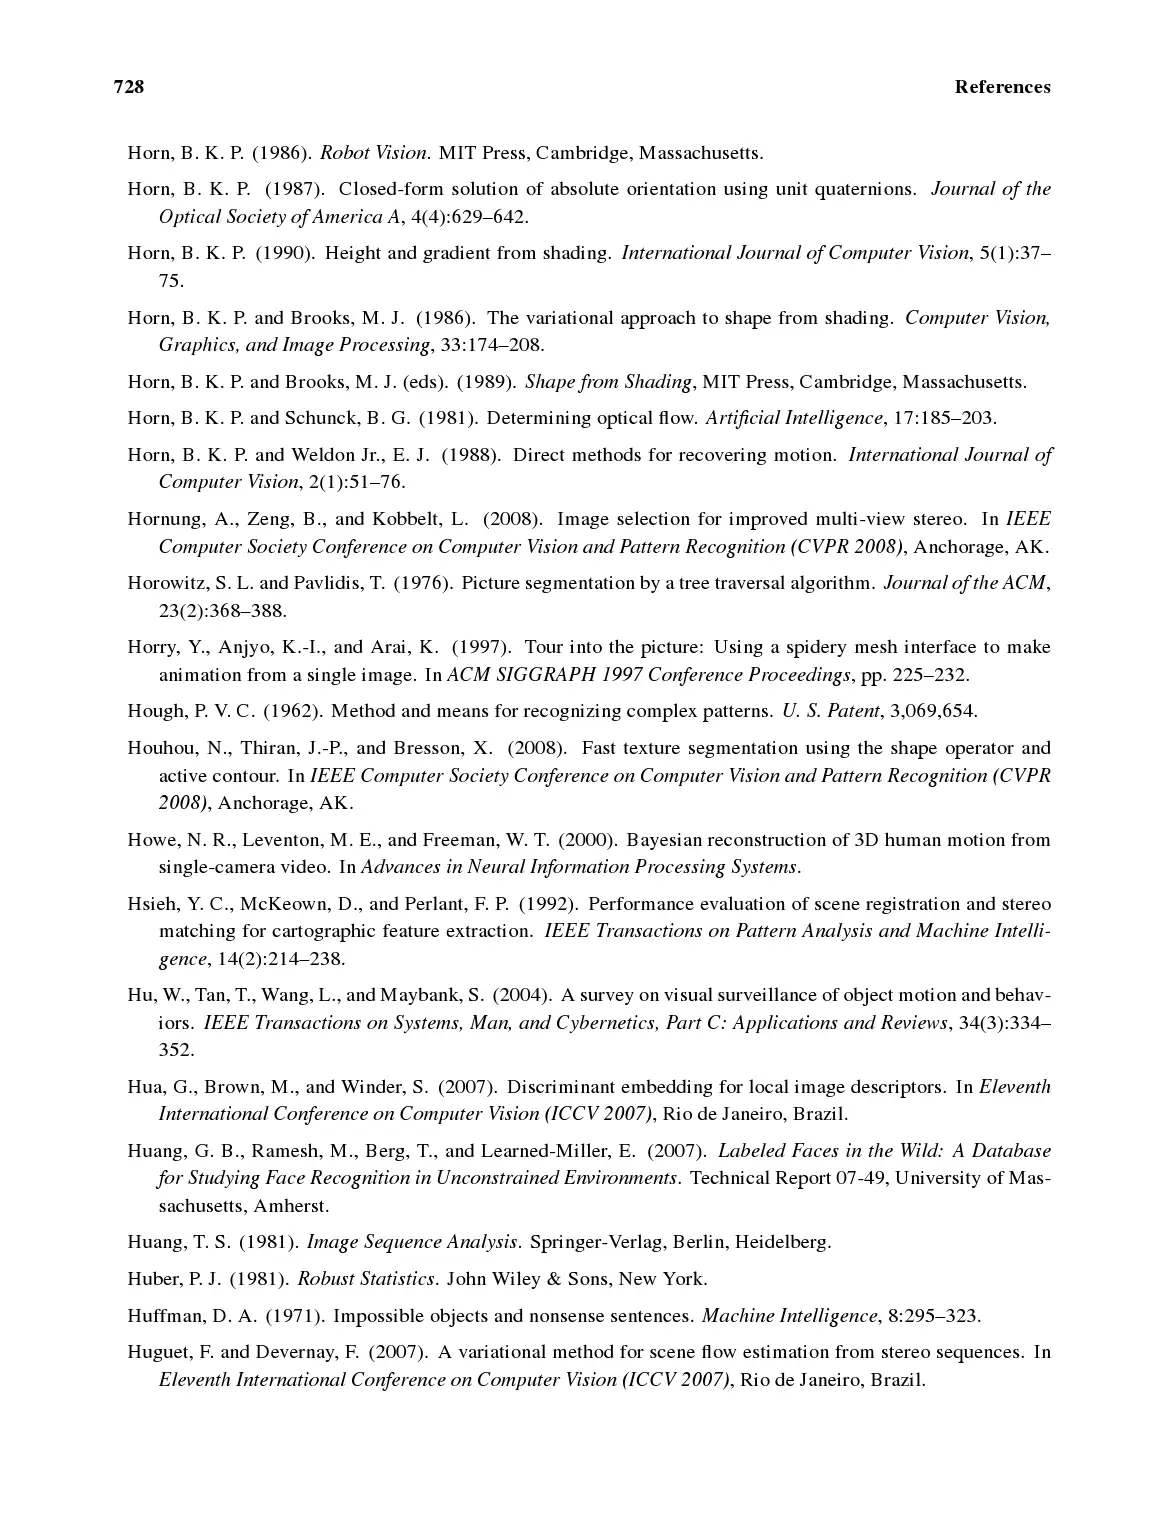 728 References
Horn, B. K. P. (1986). Robot Vision. MIT Press, Cambridge, Massachusetts.
Horn, B. K. P. (1987). Closed-form solution of absolute orientation using unit quaternions. Journal of the
Optical Society of America A, 4(4):629–642.
Horn, B. K. P. (1990). Height and gradient from shading. International Journal of Computer Vision, 5(1):37–
75.
Horn, B. K. P. and Brooks, M. J. (1986). The variational approach to shape from shading. Computer Vision,
Graphics, and Image Processing, 33:174–208.
Horn, B. K. P. and Brooks, M. J. (eds). (1989). Shape from Shading, MIT Press, Cambridge, Massachusetts.
Horn, B. K. P. and Schunck, B. G. (1981). Determining optical flow. Artificial Intelligence, 17:185–203.
Horn, B. K. P. and Weldon Jr., E. J. (1988). Direct methods for recovering motion. International Journal of
Computer Vision, 2(1):51–76.
Hornung, A., Zeng, B., and Kobbelt, L. (2008). Image selection for improved multi-view stereo. In IEEE
Computer Society Conference on Computer Vision and Pattern Recognition (CVPR 2008), Anchorage, AK.
Horowitz, S. L. and Pavlidis, T. (1976). Picture segmentation by a tree traversal algorithm. Journal of the ACM,
23(2):368–388.
Horry, Y., Anjyo, K.-I., and Arai, K. (1997). Tour into the picture: Using a spidery mesh interface to make
animation from a single image. In ACM SIGGRAPH 1997 Conference Proceedings, pp. 225–232.
Hough, P. V. C. (1962). Method and means for recognizing complex patterns. U. S. Patent, 3,069,654.
Houhou, N., Thiran, J.-P., and Bresson, X. (2008). Fast texture segmentation using the shape operator and
active contour. In IEEE Computer Society Conference on Computer Vision and Pattern Recognition (CVPR
2008), Anchorage, AK.
Howe, N. R., Leventon, M. E., and Freeman, W. T. (2000). Bayesian reconstruction of 3D human motion from
single-camera video. In Advances in Neural Information Processing Systems.
Hsieh, Y. C., McKeown, D., and Perlant, F. P. (1992). Performance evaluation of scene registration and stereo
matching for cartographic feature extraction. IEEE Transactions on Pattern Analysis and Machine Intelli-
gence, 14(2):214–238.
Hu, W., Tan, T., Wang, L., and Maybank, S. (2004). A survey on visual surveillance of object motion and behav-
iors. IEEE Transactions on Systems, Man, and Cybernetics, Part C: Applications and Reviews, 34(3):334–
352.
Hua, G., Brown, M., and Winder, S. (2007). Discriminant embedding for local image descriptors. In Eleventh
International Conference on Computer Vision (ICCV 2007), Rio de Janeiro, Brazil.
Huang, G. B., Ramesh, M., Berg, T., and Learned-Miller, E. (2007). Labeled Faces in the Wild: A Database
for Studying Face Recognition in Unconstrained Environments. Technical Report 07-49, University of Mas-
sachusetts, Amherst.
Huang, T. S. (1981). Image Sequence Analysis. Springer-Verlag, Berlin, Heidelberg.
Huber, P. J. (1981). Robust Statistics. John Wiley & Sons, New York.
Huffman, D. A. (1971). Impossible objects and nonsense sentences. Machine Intelligence, 8:295–323.
Huguet, F. and Devernay, F. (2007). A variational method for scene flow estimation from stereo sequences. In
Eleventh International Conference on Computer Vision (ICCV 2007), Rio de Janeiro, Brazil.